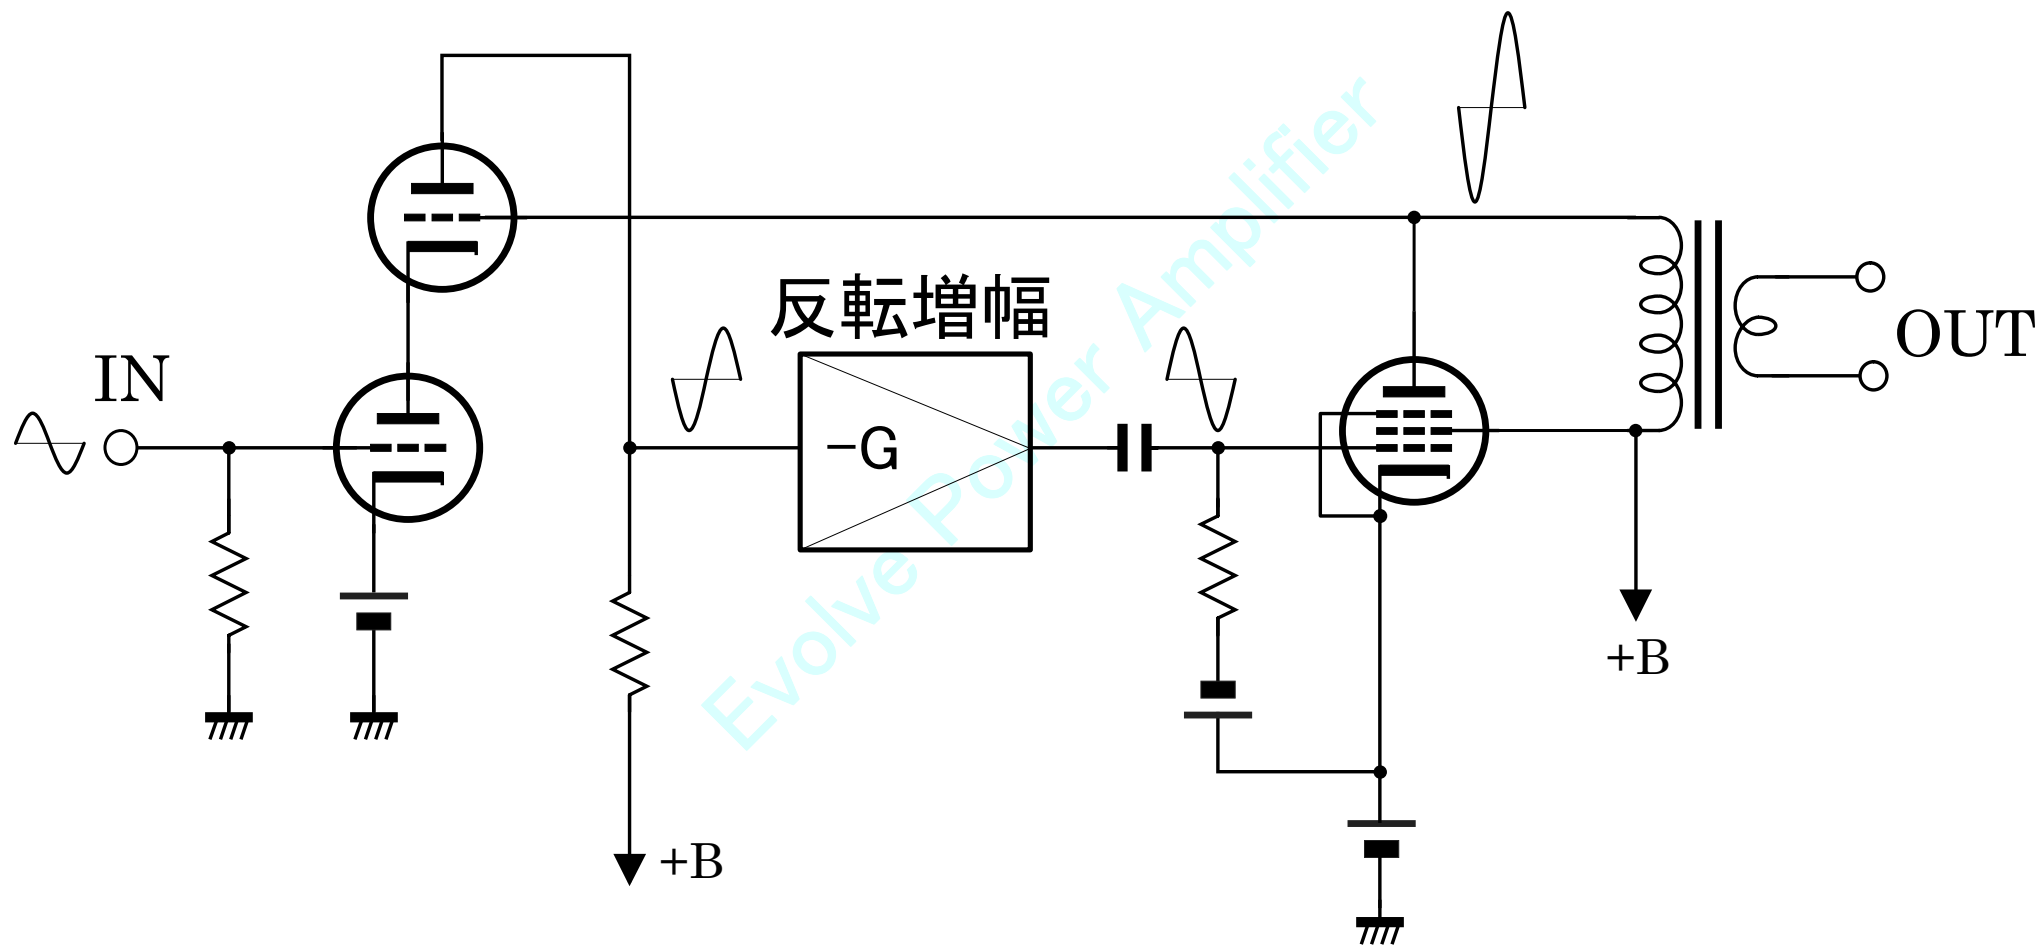 IN
反転増幅
−G
OUT
+B
+B
Evolve Power Amplifier